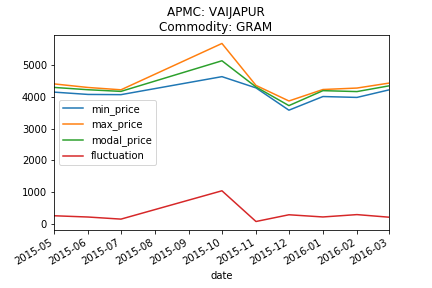 APMC: VAIJAPUR
Commodity: GRAM
5000
4000
3000
2000
1000
0
min_price
max_price
modal_price
fluctuation
2015-05
2015-06
2015-07
2015-08
2015-09
2015-10
2015-11
2015-12
2016-01
2016-02
2016-03
date